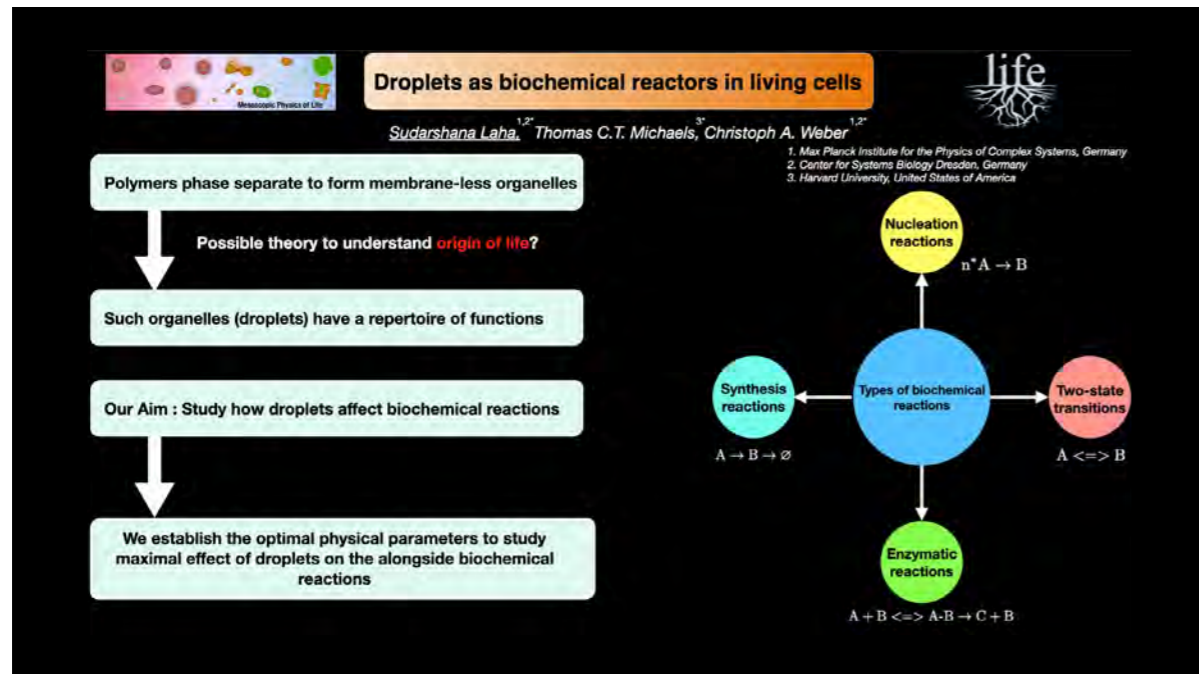 Mesoscopic Physics of Life
Droplets as biochemical reactors in living cells
life
Sudarshana Laha,1,2* Thomas C.T. Michaels,3* Christoph A. Weber1,2*
1. Max Planck Institute for the Physics of Complex Systems, Germany
2. Center for Systems Biology Dresden, Germany
3. Harvard University, United States of America
Polymers phase separate to form membrane-less organelles
Possible theory to understand origin of life?
Such organelles (droplets) have a repertoire of functions
Our Aim : Study how droplets affect biochemical reactions
We establish the optimal physical parameters to study
maximal effect of droplets on the alongside biochemical
reactions
Nucleation
reactions
n*A → B
Synthesis
reactions
A → B → ∅
Types of biochemical
reactions
Two-state
transitions
A <=> B
Enzymatic
reactions
A + B <=> A-B → C + B